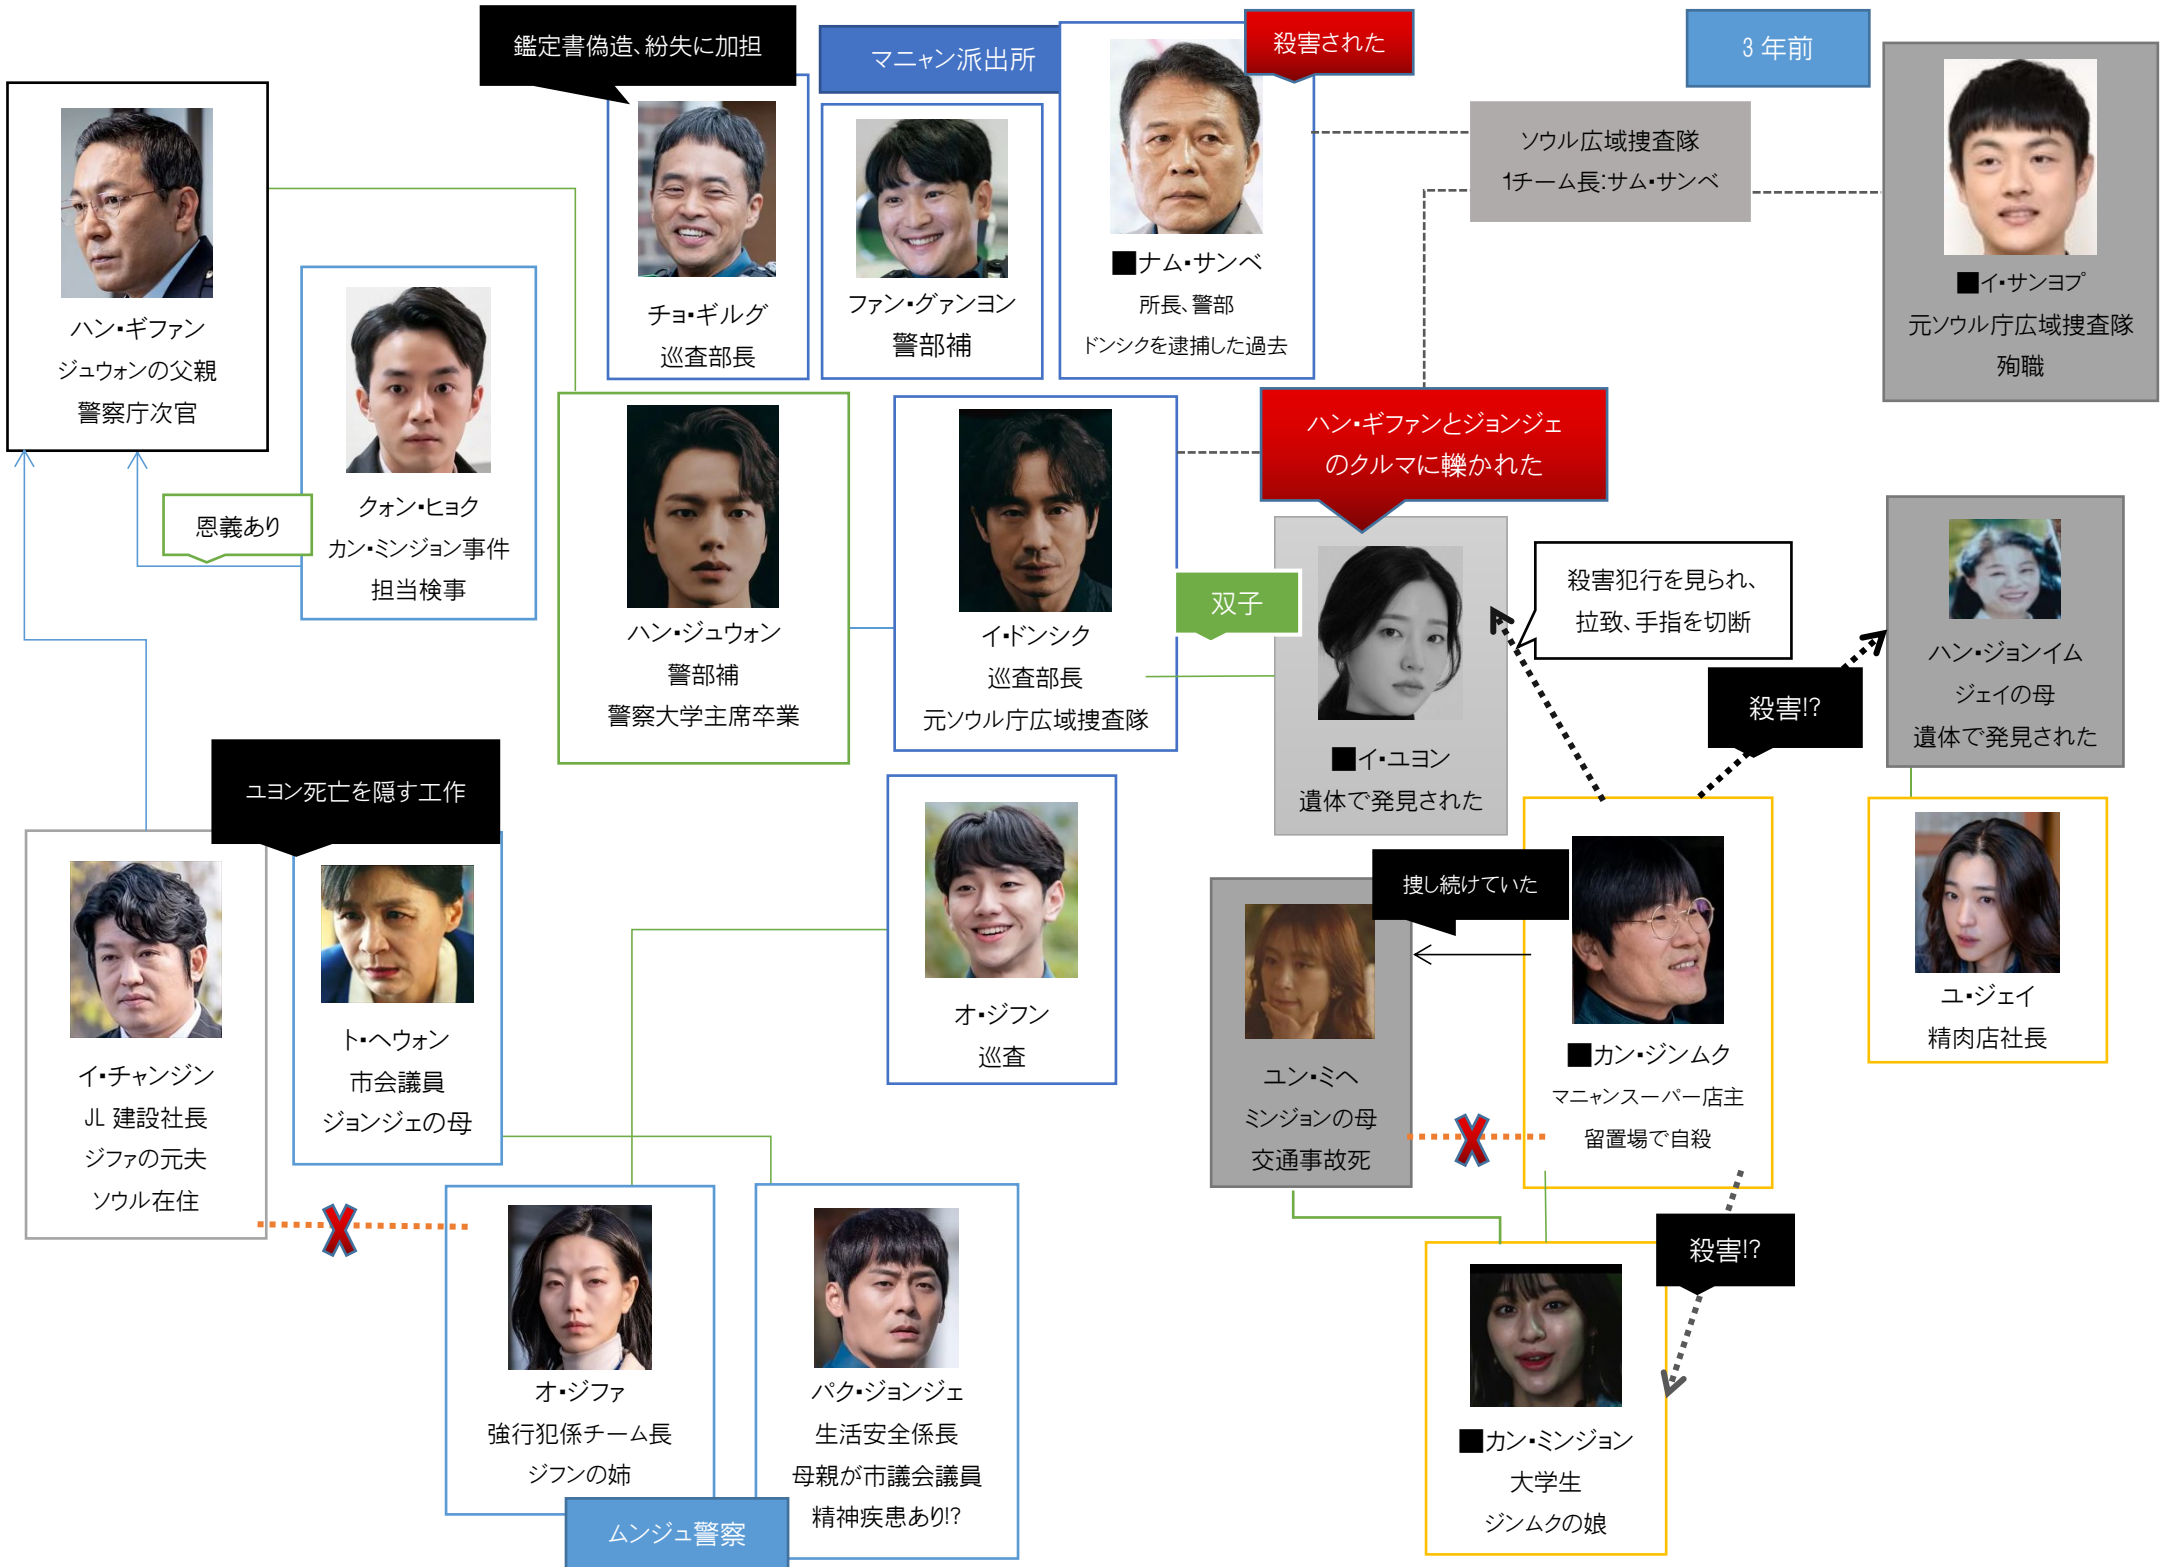 鑑定書偽造、紛失に加担
マニャン派出所
殺害された
3 年前
ソウル広域捜査隊
1チーム長:サム・サンベ
ハン・ギファン
ジュウォンの父親
警察庁次官
恩義あり
クォン・ヒョク
カン・ミンジョン事件
担当検事
チョ・ギルグ
巡査部長
ファン・グァンヨン
警部補
■ナム・サンベ
所長、警部
ドンシクを逮捕した過去
■イ・サンヨプ
元ソウル庁広域捜査隊
殉職
ハン・ギファンとジョンジェ
のクルマに轢かれた
ハン・ジュウォン
警部補
警察大学主席卒業
イ・ドンシク
巡査部長
元ソウル庁広域捜査隊
双子
■イ・ユヨン
遺体で発見された
殺害犯行を見られ、
拉致、手指を切断
殺害!?
ハン・ジョンイム
ジェイの母
遺体で発見された
ユヨン死亡を隠す工作
イ・チャンジン
JL 建設社長
ジファの元夫
ソウル在住
ト・ヘウォン
市会議員
ジョンジェの母
オ・ジフン
巡査
捜し続けていた
ユン・ミヘ
ミンジョンの母
交通事故死
■カン・ジンムク
マニャンスーパー店主
留置場で自殺
ユ・ジェイ
精肉店社長
オ・ジファ
強行犯係チーム長
ジフンの姉
パク・ジョンジェ
生活安全係長
母親が市議会議員
精神疾患あり!?
ムンジュ警察
殺害!?
■カン・ミンジョン
大学生
ジンムクの娘